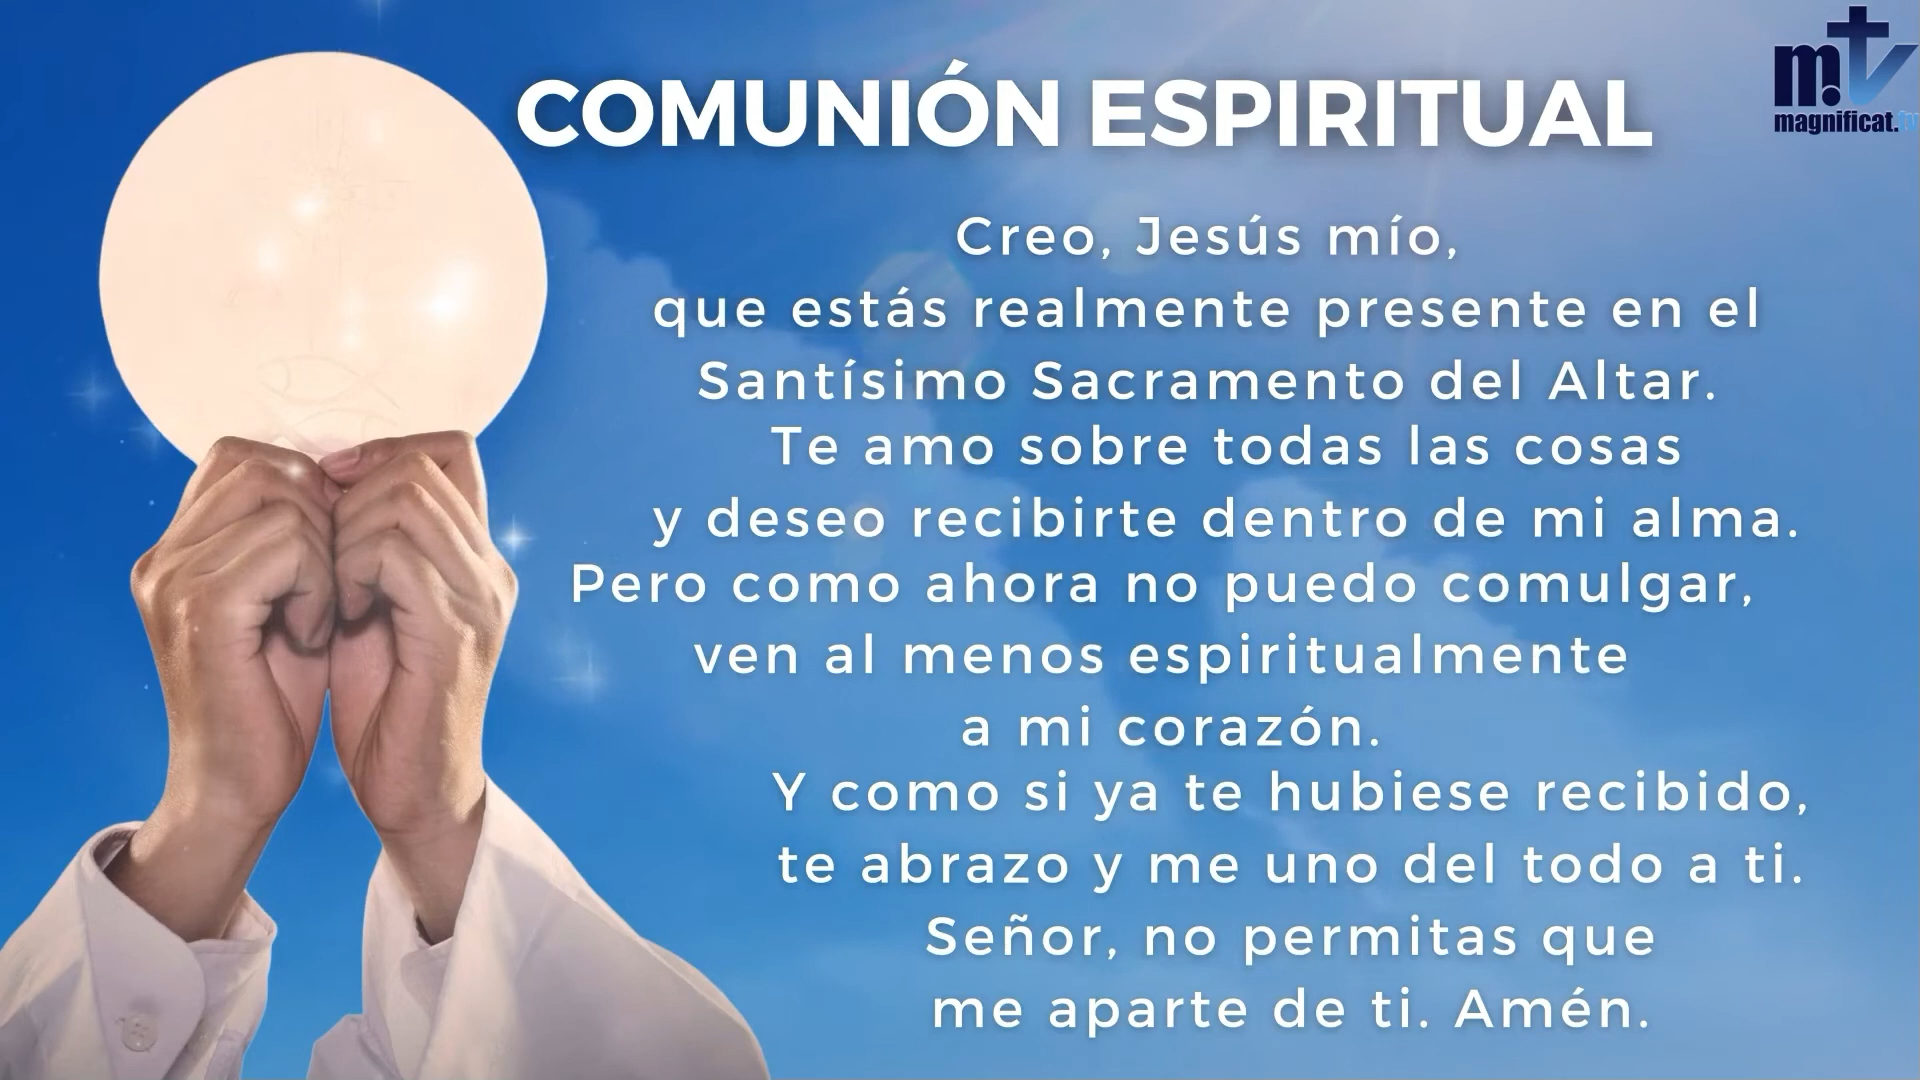 COMUNIÓN ESPIRITUAL
magnificat.tv
Creo, Jesús mío,
que estás realmente presente en el
Santísimo Sacramento del Altar.
Te amo sobre todas las cosas
y deseo recibirte dentro de mi alma.
Pero como ahora no puedo comulgar,
ven al menos espiritualmente
a mi corazón.
Y como si ya te hubiese recibido,
te abrazo y me uno del todo a ti.
Señor, no permitas que
me aparte de ti. Amén.